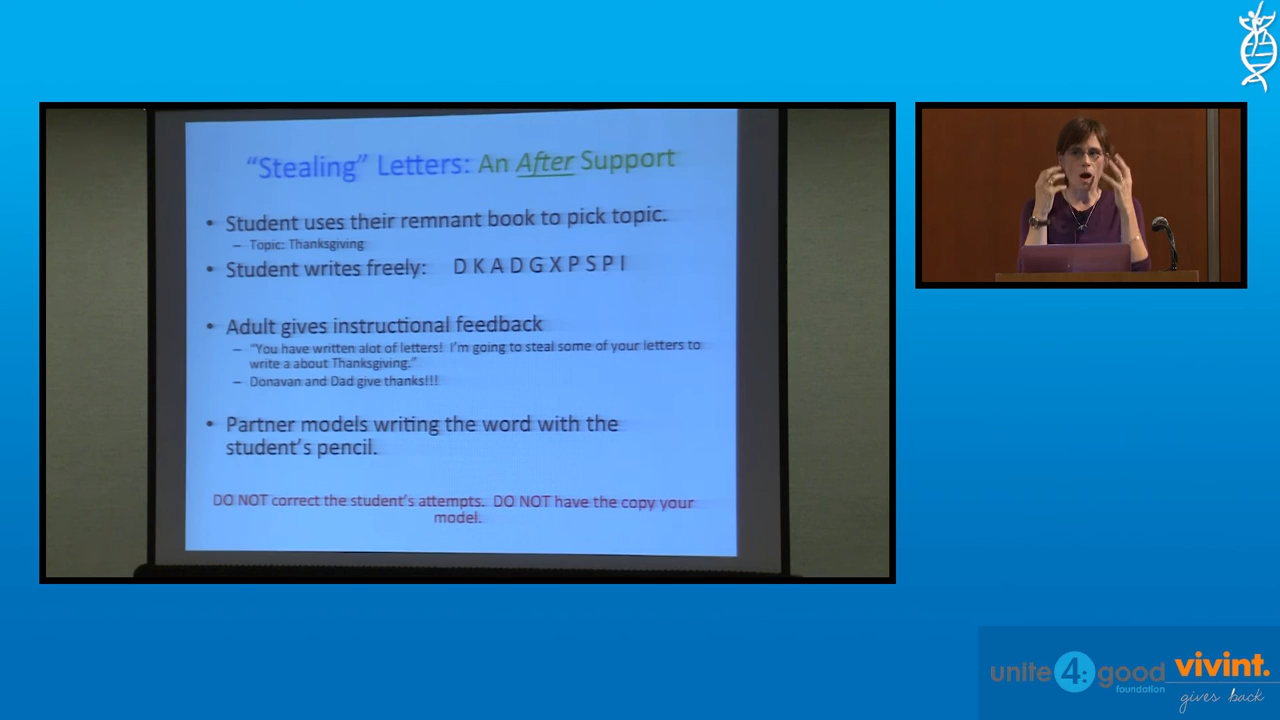 “Stealing” Letters: An After Support
• Student uses their remnant book to pick topic.
– Topic: Thanksgiving
• Student writes freely: D K A D G X P S P I
• Adult gives instructional feedback
– “You have written alot of letters! I’m going to steal some of your letters to
write a about Thanksgiving.”
– Donavan and Dad give thanks!!!
• Partner models writing the word with the
student’s pencil.
DO NOT correct the student’s attempts. DO NOT have the copy your
model.
unite 4: good
foundation
vivint.
gives back